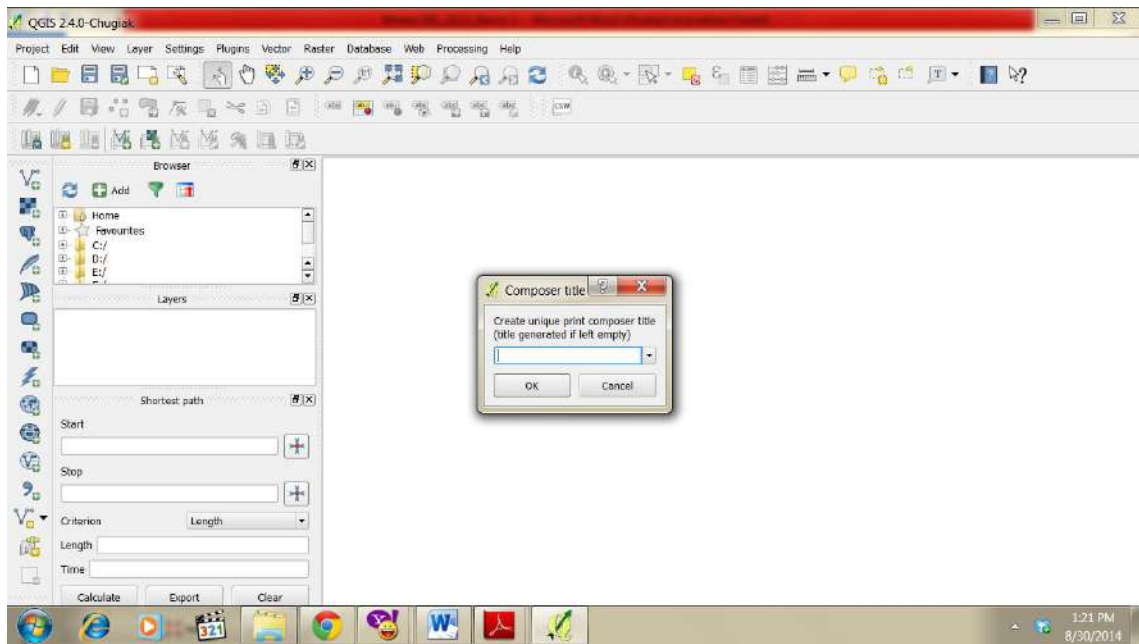 QGIS 2.4.0-Chugiak
Project Edit View Layer Settings Plugins Vector Raster Database Web Processing Help
CSW
Browser
Add
Home
Favourites
C:/
D:/
E:/
Layers
Shortest path
Start
Stop
Criterion Length
Length
Time
Calculate Export Clear
Composer title
Create unique print composer title
(title generated if left empty)
OK Cancel
321
1:21 PM
8/30/2014